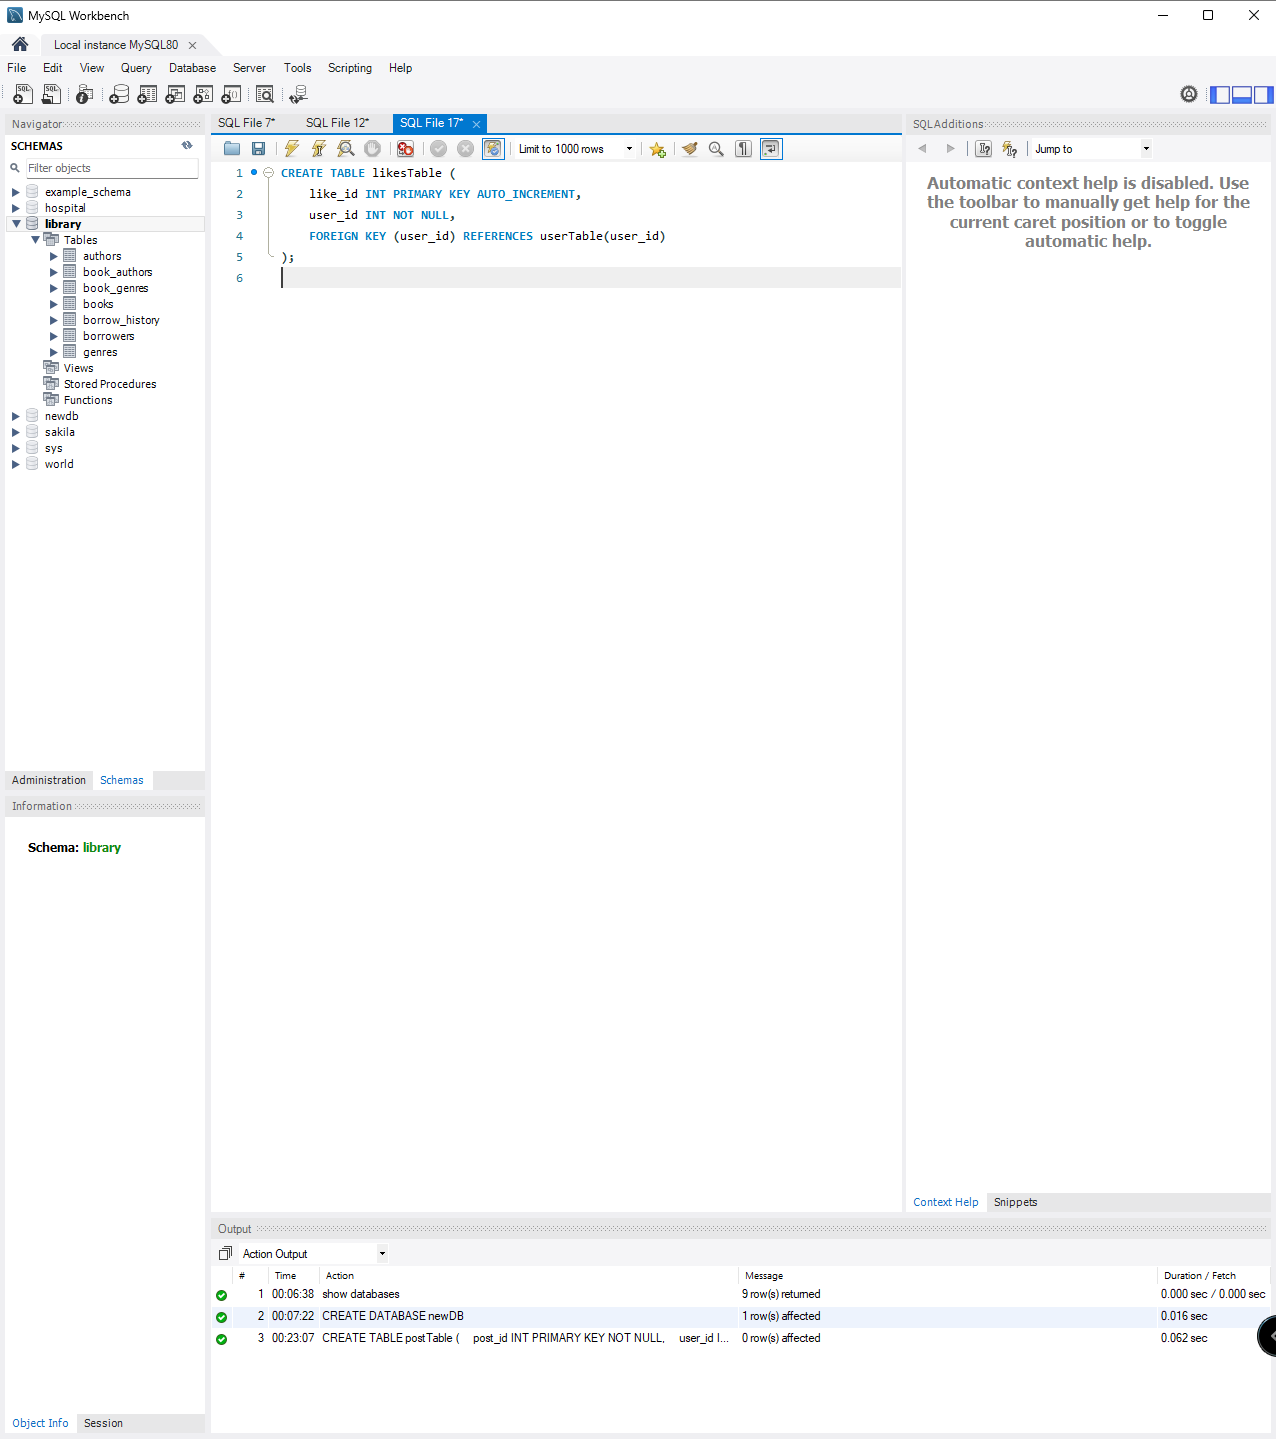 MySQL Workbench
Local instance MySQL80
File Edit View Query Database Server Tools Scripting Help
Navigator
SCHEMAS
Filter objects
example_schema
hospital
library
Tables
authors
book_authors
book_genres
books
borrow_history
borrowers
genres
Views
Stored Procedures
Functions
newdb
sakila
sys
world
Administration Schemas
Information
Schema: library
Object Info Session
SQL File 7* SQL File 12* SQL File 17*
Limit to 1000 rows
1 CREATE TABLE likesTable (
2 like_id INT PRIMARY KEY AUTO_INCREMENT,
3 user_id INT NOT NULL,
4 FOREIGN KEY (user_id) REFERENCES userTable(user_id)
5 );
6
SQLAdditions
Jump to
Automatic context help is disabled. Use
the toolbar to manually get help for the
current caret position or to toggle
automatic help.
Context Help Snippets
Output
Action Output
# Time Action Message Duration / Fetch
1 00:06:38 show databases 9 row(s) returned 0.000 sec / 0.000 sec
2 00:07:22 CREATE DATABASE newDB 1 row(s) affected 0.016 sec
3 00:23:07 CREATE TABLE postTable ( post_id INT PRIMARY KEY NOT NULL, user_id I... 0 row(s) affected 0.062 sec